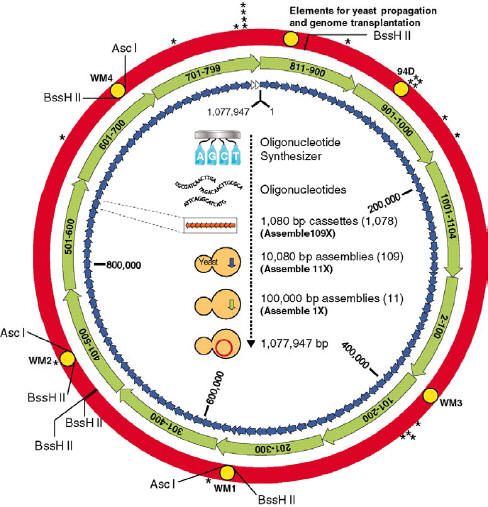 Elements for yeast propagation
and genome transplantation
BssH II
Asc I
WM4
BssH II
94D
701-799
811-900
901-1000
1001-1104
2-100
101-200
201-300
301-400
401-500
501-600
601-700
1,077,947
1
200,000
400,000
600,000
800,000
A G C T
Oligonucleotide
Synthesizer
TGCGATCAACTTGA
Oligonucleotides
1,080 bp cassettes (1,078)
(Assemble109X)
Yeast
10,080 bp assemblies (109)
(Assemble 11X)
100,000 bp assemblies (11)
(Assemble 1X)
1,077,947 bp
Asc I
WM2
BssH II
BssH II
BssH II
WM3
Asc I
WM1
BssH II